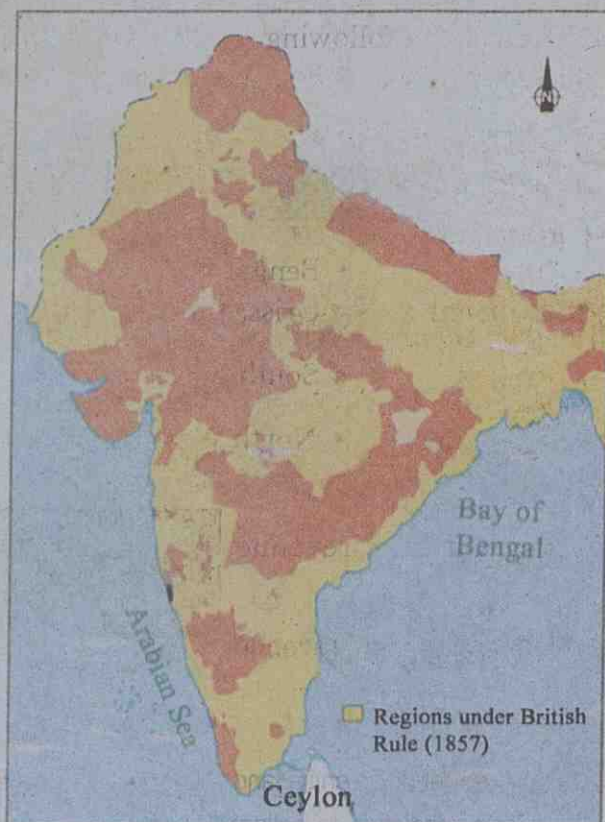 N
Bay of
Bengal
Arabian Sea
Regions under British
Rule (1857)
Ceylon